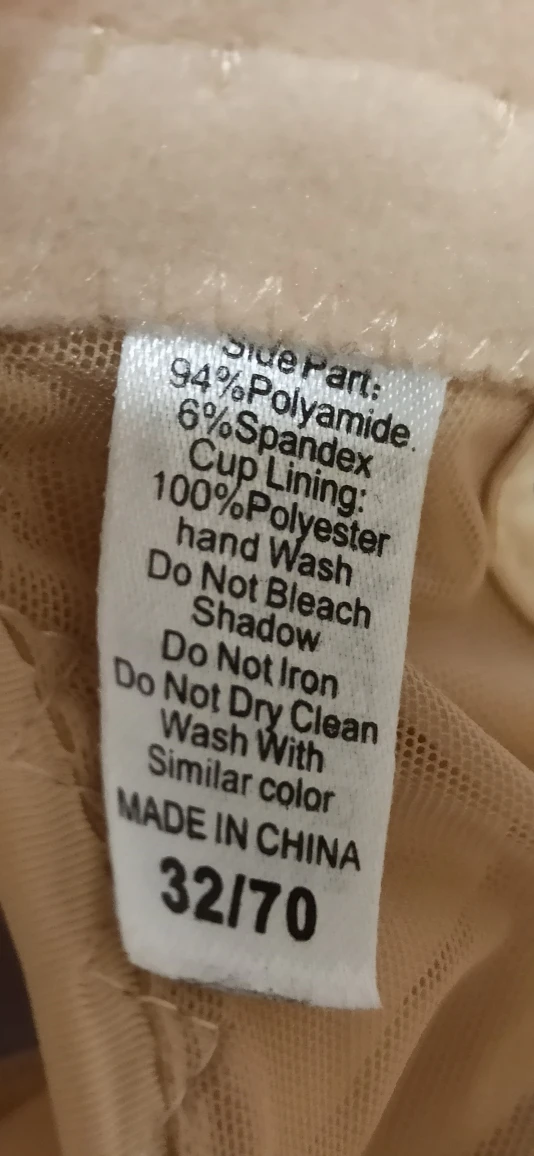 Side Part:
94%Polyamide.
6%Spandex
Cup Lining:
100%Polyester
hand Wash
Do Not Bleach
Shadow
Do Not Iron
Do Not Dry Clean
Wash With
Similar color
MADE IN CHINA
32/70